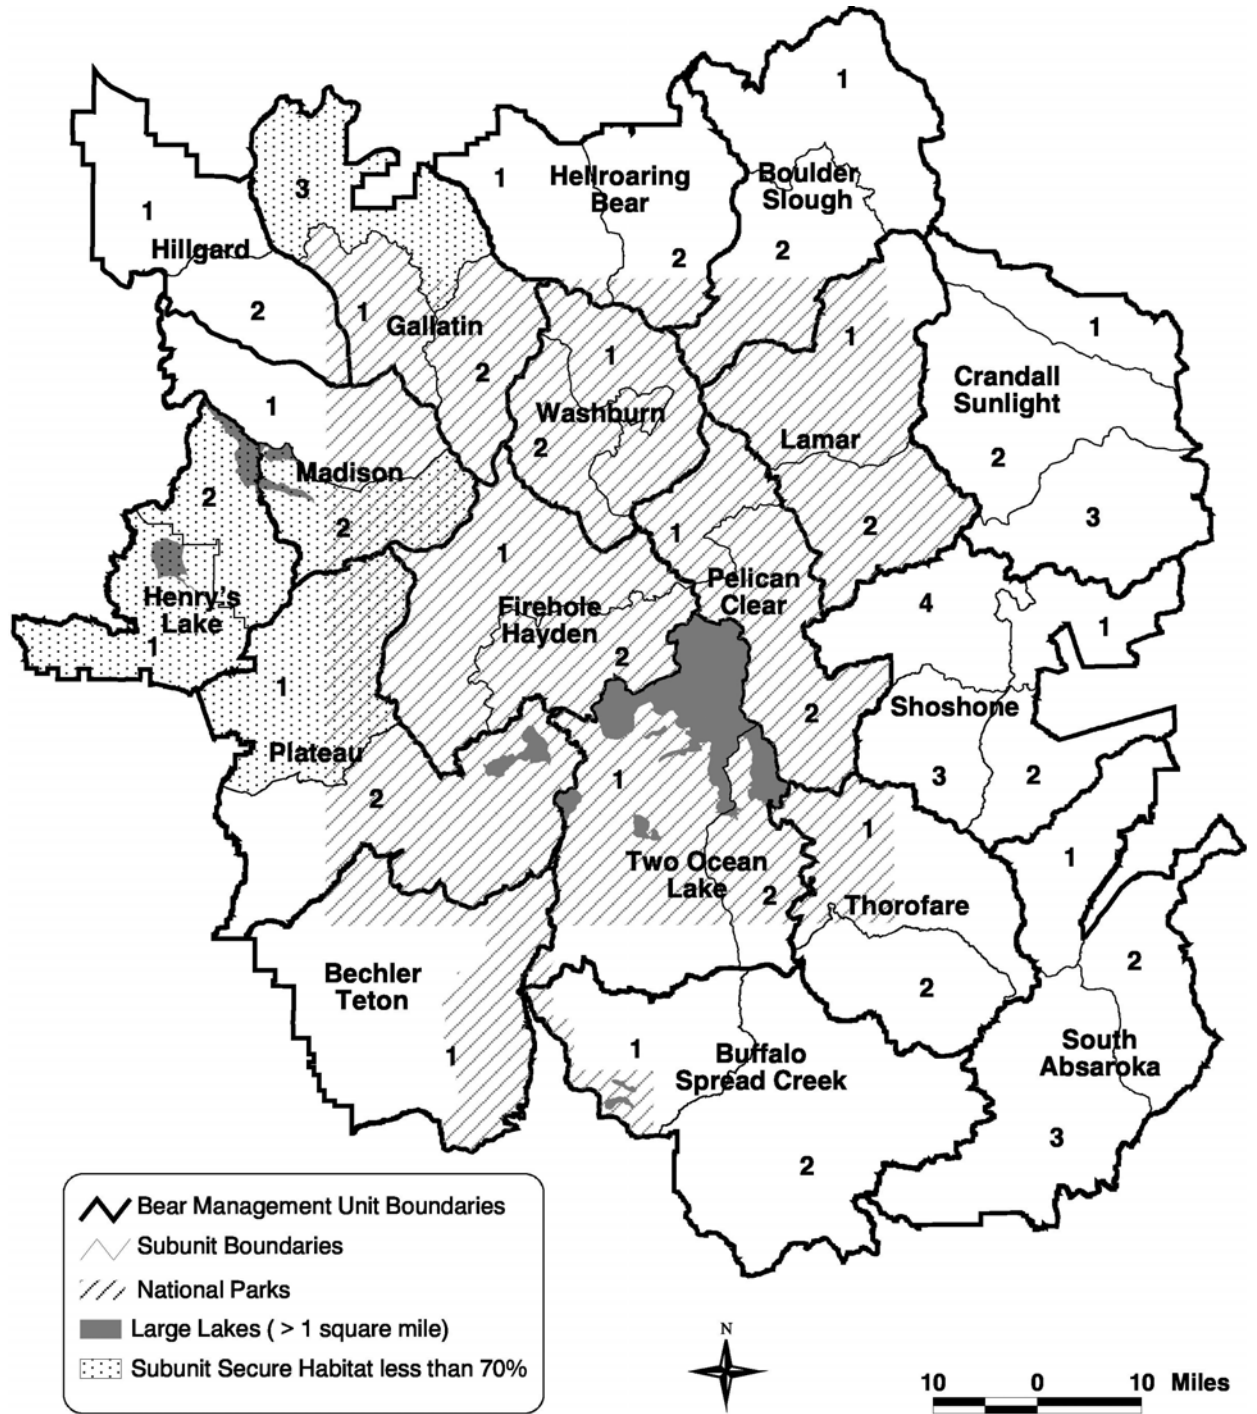 1
1
Hellroaring
Bear
Boulder
Slough
3
1
Hillgard
2
2
2
1
Gallatin
2
1
Washburn
2
1
Lamar
2
1
Crandall
Sunlight
2
3
1
Madison
2
2
Henry's
Lake
1
1
Firehole
Hayden
2
1
Pelican
Clear
2
4
1
Shoshone
3
2
1
Plateau
2
1
Two Ocean
Lake
2
1
Thorofare
2
1
2
South
Absaroka
3
Bechler
Teton
1
1
Buffalo
Spread Creek
2
Bear Management Unit Boundaries
Subunit Boundaries
National Parks
Large Lakes ( > 1 square mile)
Subunit Secure Habitat less than 70%
N
10 0 10 Miles